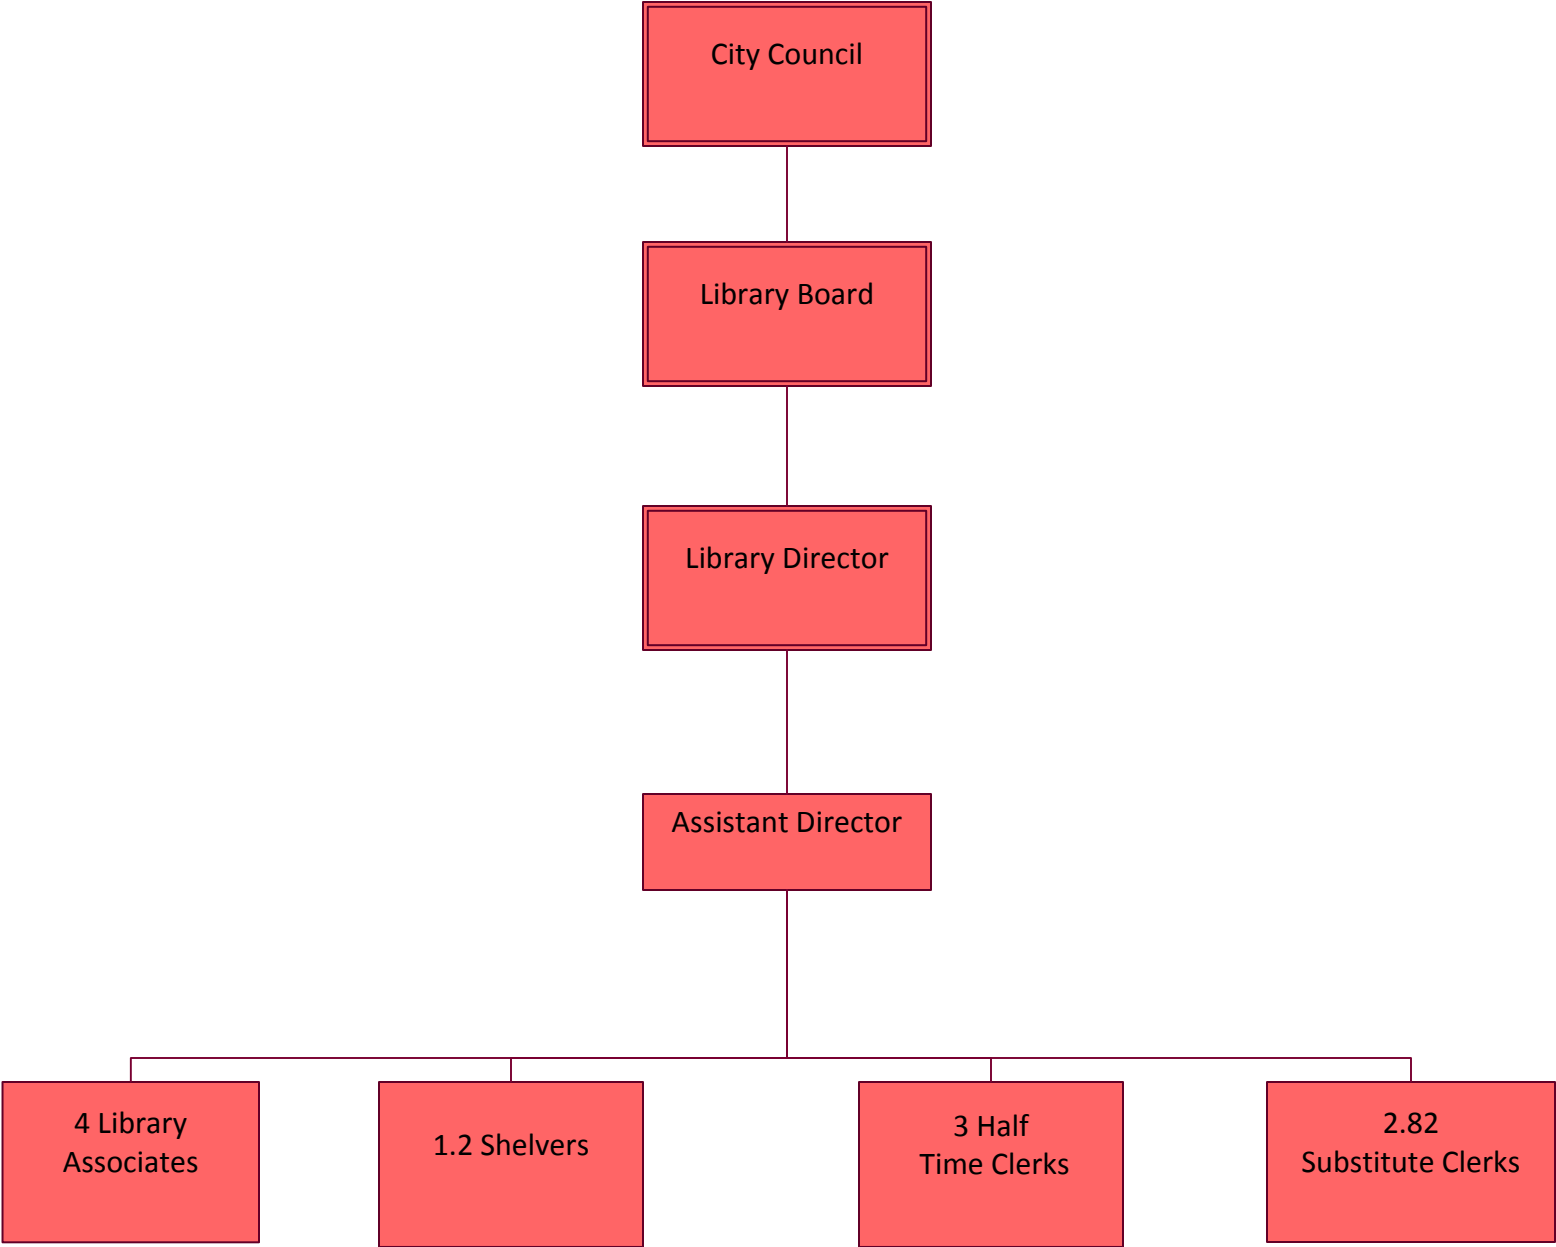 City Council
Library Board
Library Director
Assistant Director
4 Library
Associates
1.2 Shelvers
3 Half
Time Clerks
2.82
Substitute Clerks